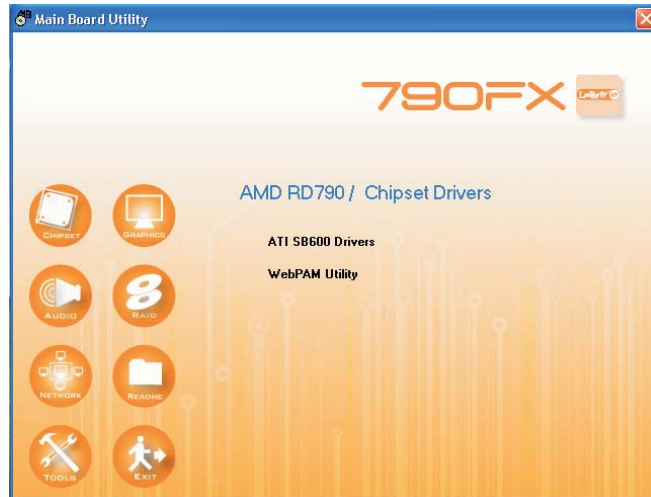 Main Board Utility
790FX
AMD RD790 / Chipset Drivers
ATI SB600 Drivers
WebPAM Utility
CHIPSET
GRAPHICS
AUDIO
RAID
NETWORK
README
TOOLS
EXIT